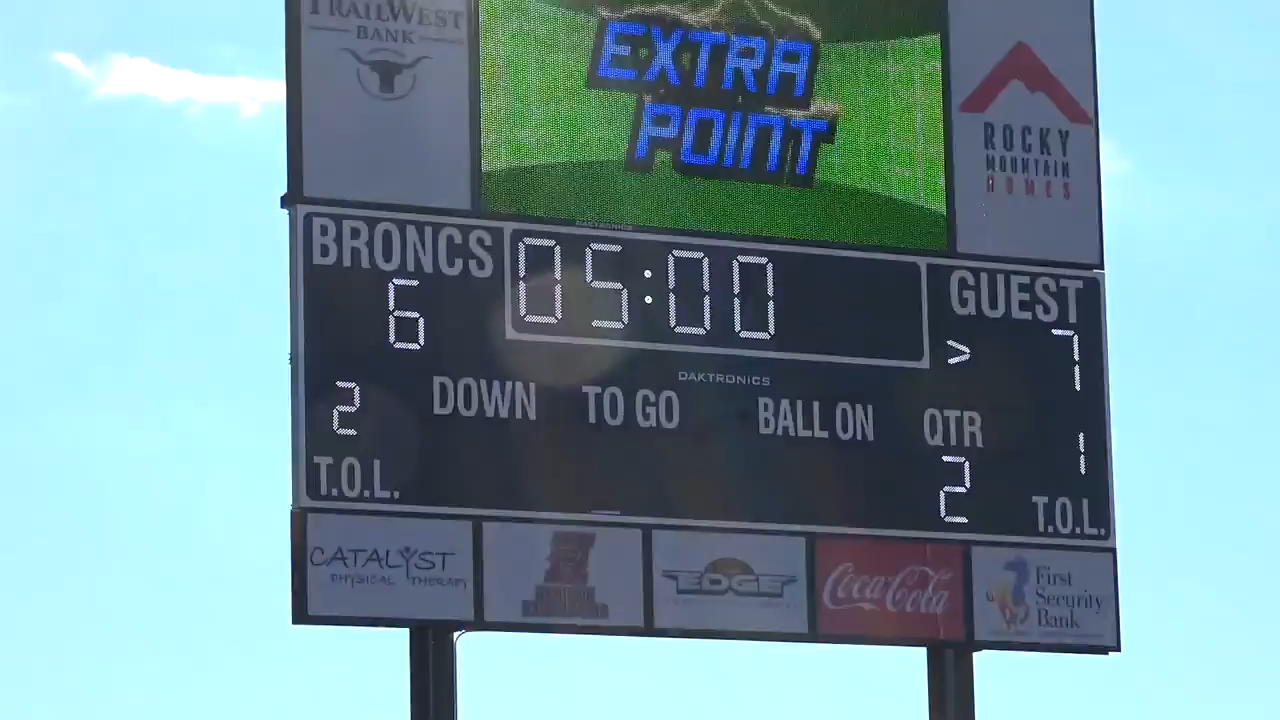 TRAILWEST
BANK
EXTRA
POINT
ROCKY
MOUNTAIN
HOMES
DAKTRONICS
BRONCS
05:00
GUEST
6
>
7
DAKTRONICS
2
DOWN
TO GO
BALL ON
QTR
1
T.O.L.
2
T.O.L.
CATALYST
PHYSICAL THERAPY
EDGE
Coca-Cola
First
Security
Bank